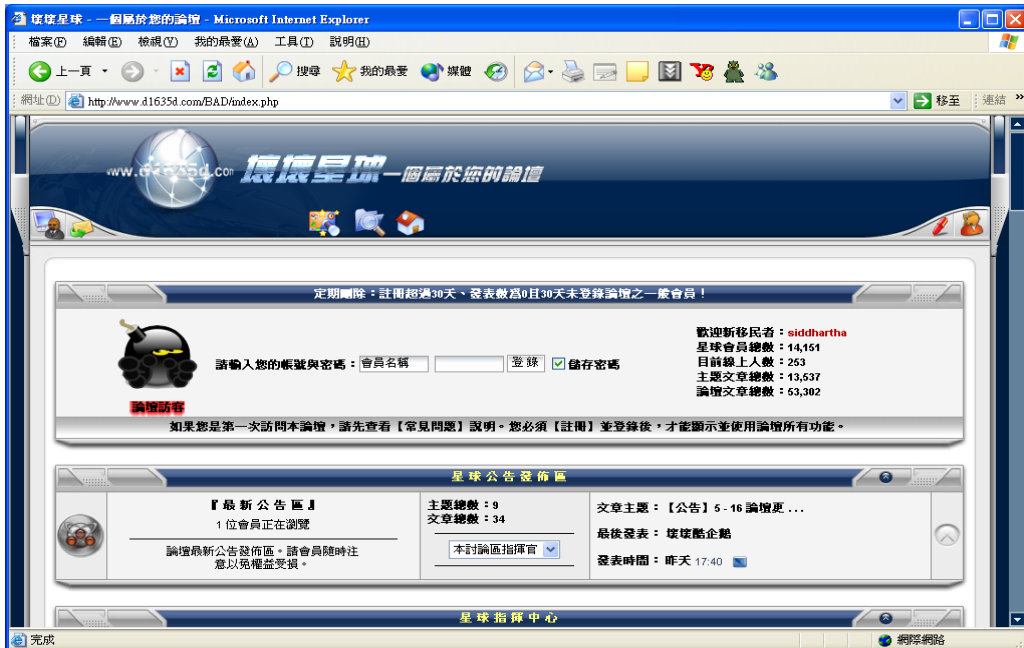 壞壞星球 - 一個屬於您的論壇 - Microsoft Internet Explorer
檔案(F) 編輯(E) 檢視(V) 我的最愛(A) 工具(T) 說明(H)
上一頁 搜尋 我的最愛 媒體
網址(D) http://www.d1635d.com/BAD/index.php 移至 連結 »
www.d1635d.com 壞壞星球—個屬於您的論壇
定期刪除：註冊超過30天、發表數為0且30天未登錄論壇之一般會員！
歡迎新移民者：siddhartha
星球會員總數：14,151
目前線上人數：253
主題文章總數：13,537
論壇文章總數：53,302
請輸入您的帳號與密碼：會員名稱 登 錄 儲存密碼
論壇訪客
如果您是第一次訪問本論壇，請先查看【常見問題】說明。您必須【註冊】並登錄後，才能顯示並使用論壇所有功能。
星球公告發佈區
『最新公告區』
1 位會員正在瀏覽
論壇最新公告發佈區。請會員隨時注
意以免權益受損。
主題總數：9
文章總數：34
本討論區指揮官
文章主題：【公告】5 - 16 論壇更 ...
最後發表：壞壞酷企鵝
發表時間：昨天 17:40
星球指揮中心
完成 網際網路